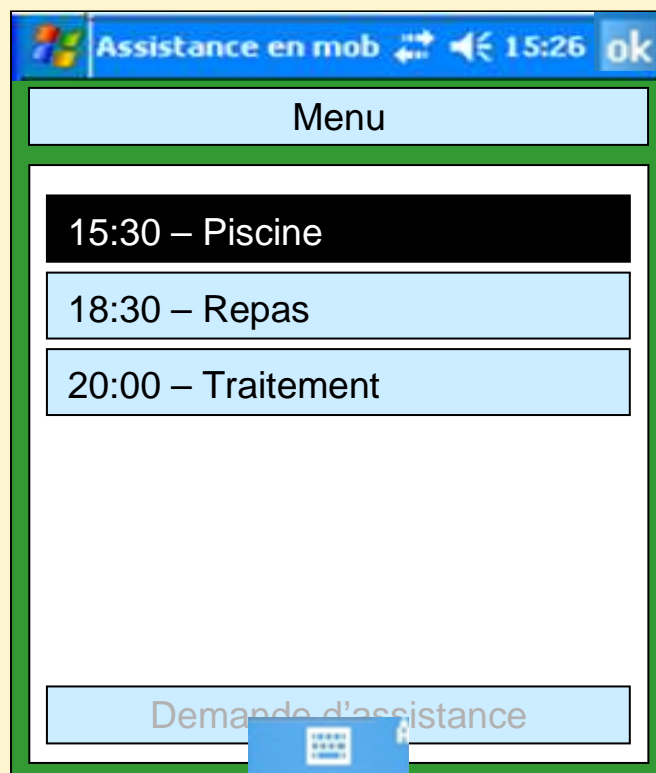 Assistance en mob 15:26 ok
Menu
15:30 – Piscine
18:30 – Repas
20:00 – Traitement
Demande d’assistance